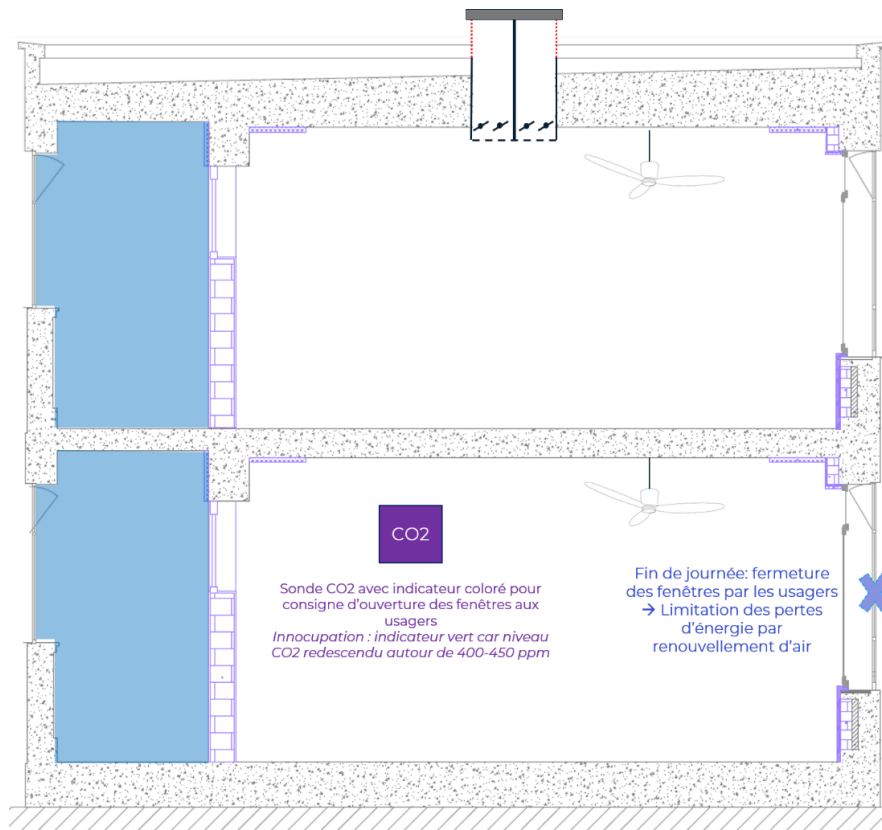 CO2
Sonde CO2 avec indicateur coloré pour
consigne d'ouverture des fenêtres aux
usagers
Innocupation : indicateur vert car niveau
CO2 redescendu autour de 400-450 ppm
Fin de journée: fermeture
des fenêtres par les usagers
→ Limitation des pertes
d'énergie par
renouvellement d'air